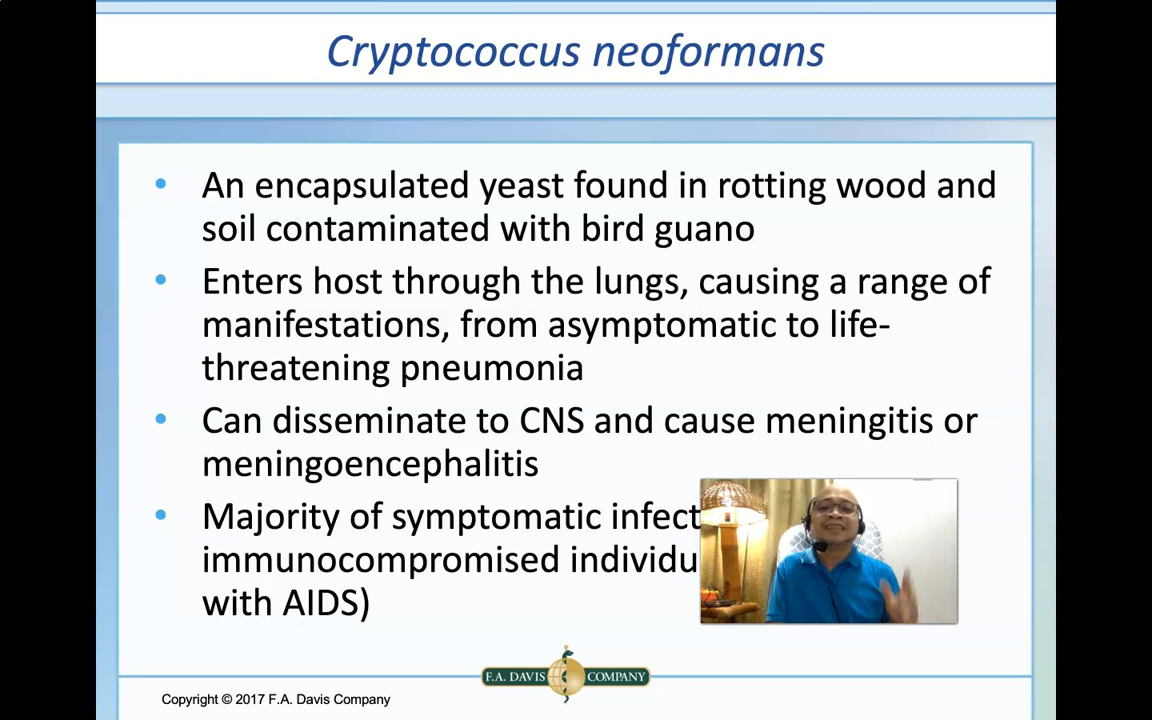 Cryptococcus neoformans
• An encapsulated yeast found in rotting wood and
soil contaminated with bird guano
• Enters host through the lungs, causing a range of
manifestations, from asymptomatic to life-
threatening pneumonia
• Can disseminate to CNS and cause meningitis or
meningoencephalitis
• Majority of symptomatic infect
immunocompromised individu
with AIDS)
F.A. DAVIS COMPANY
Copyright © 2017 F.A. Davis Company